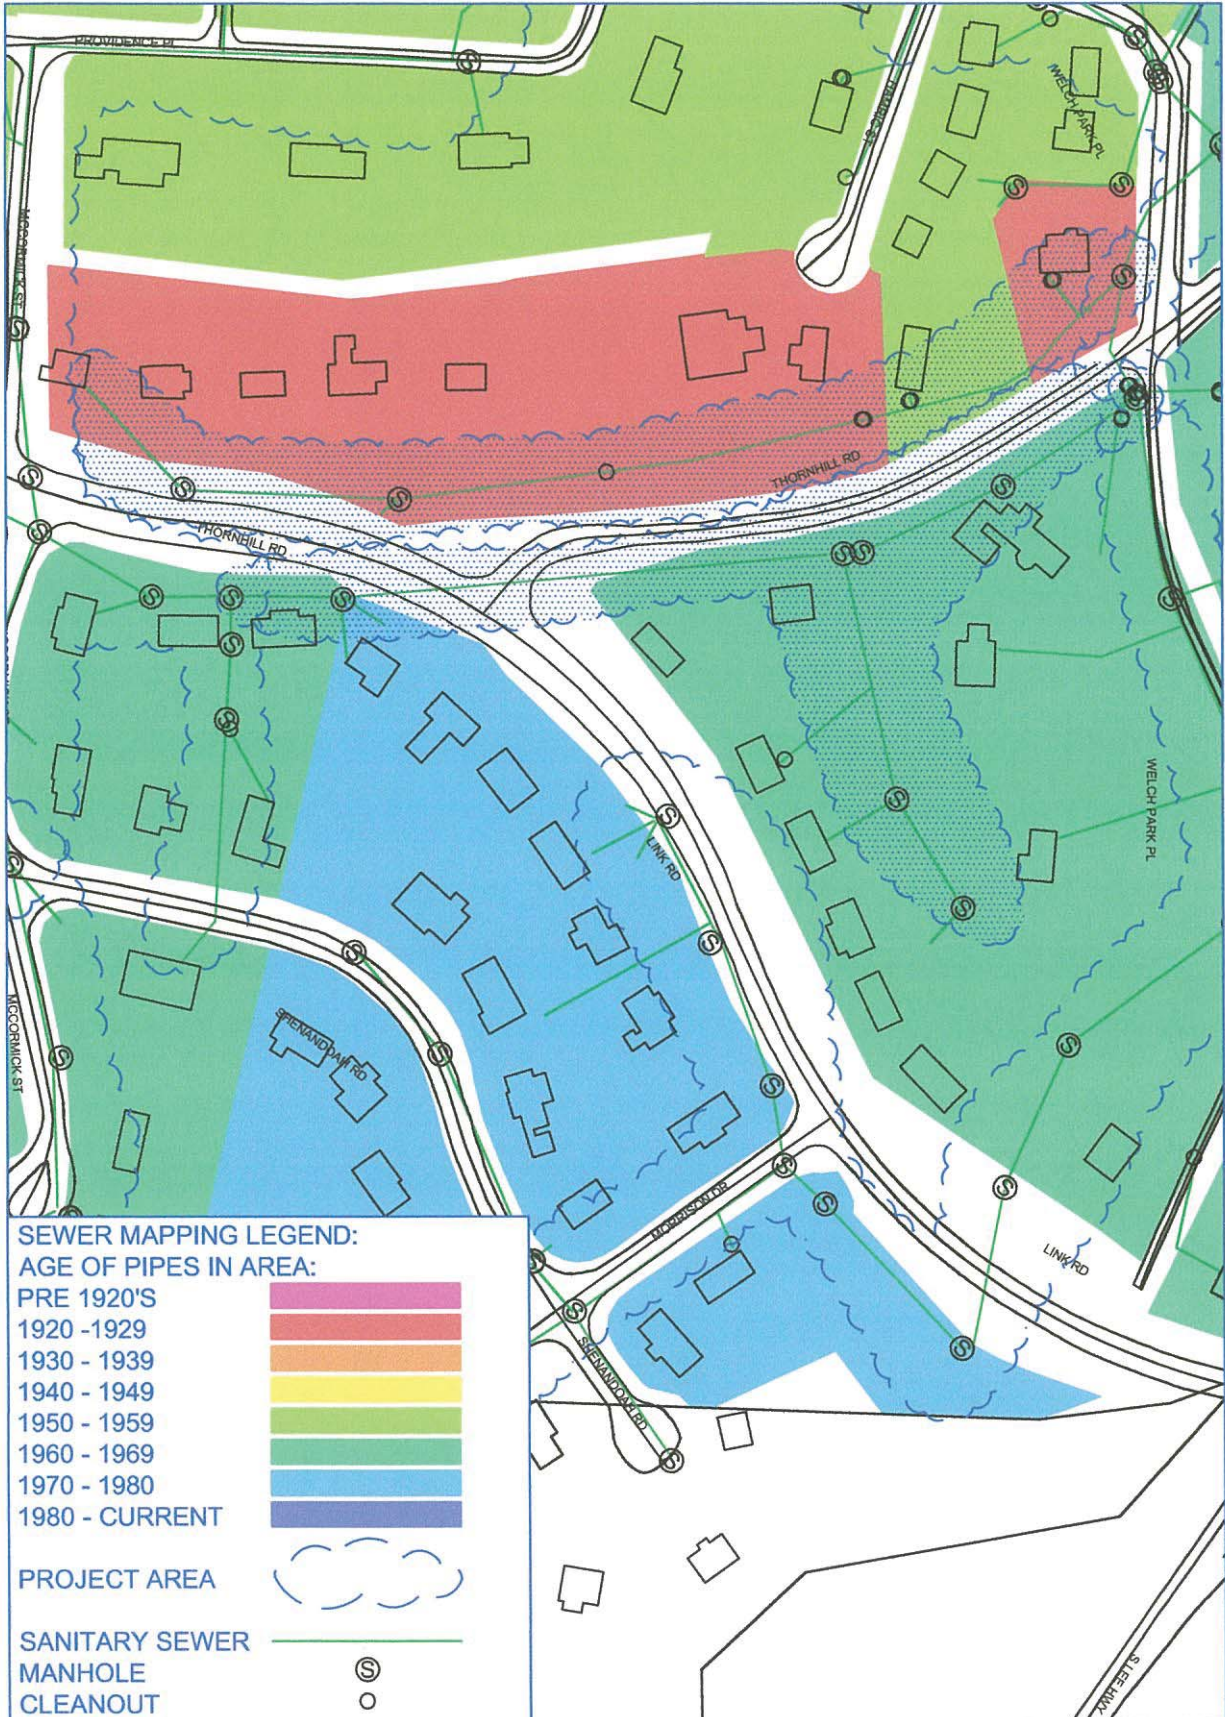 PROVIDENCE PL
WELCH PARK PL
MCCORMICK ST
THORNHILL RD
THORNHILL RD
LINK RD
WELCH PARK PL
MCCORMICK ST
SHENANDOAH RD
MORRISON DR
LINK RD
SHENANDOAH RD
S LEE HWY
SEWER MAPPING LEGEND:
AGE OF PIPES IN AREA:
PRE 1920'S
1920 -1929
1930 - 1939
1940 - 1949
1950 - 1959
1960 - 1969
1970 - 1980
1980 - CURRENT
PROJECT AREA
SANITARY SEWER
MANHOLE S
CLEANOUT